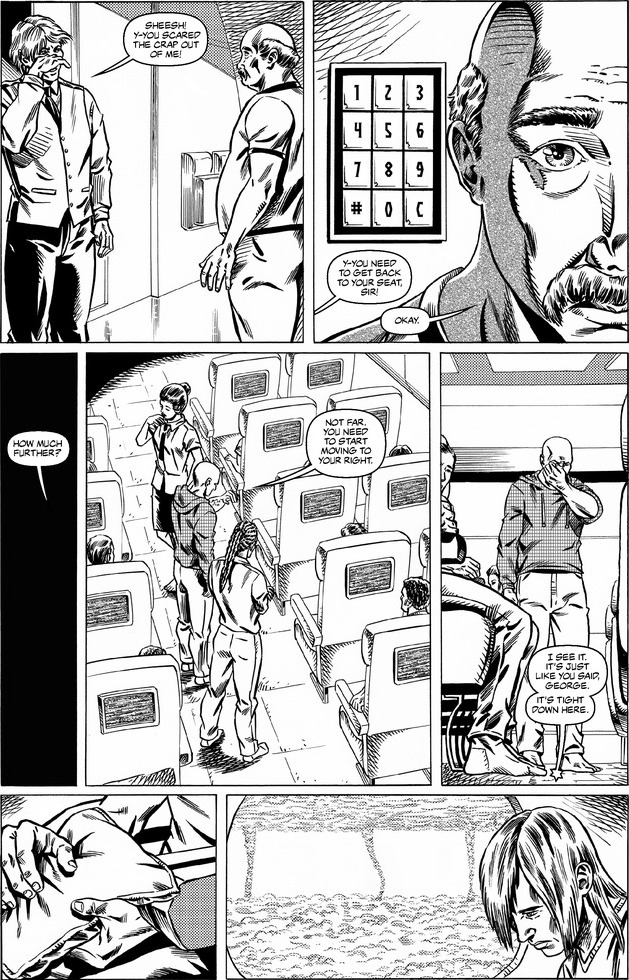 SHEESH!
Y-YOU SCARED
THE CRAP OUT
OF ME!
1 2 3
4 5 6
7 8 9
# 0 C
Y-YOU NEED
TO GET BACK
TO YOUR SEAT,
SIR!
OKAY.
HOW MUCH
FURTHER?
NOT FAR.
YOU NEED
TO START
MOVING TO
YOUR RIGHT.
I SEE IT.
IT'S JUST
LIKE YOU SAID,
GEORGE.
IT'S TIGHT
DOWN HERE.